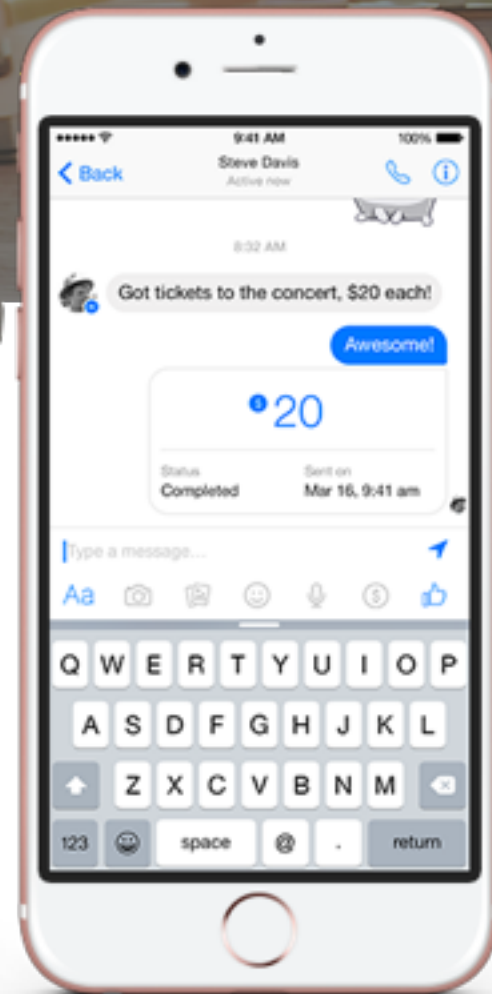 9:41 AM
100%
Back
Steve Davis
Active now
8:32 AM
Got tickets to the concert, $20 each!
Awesome!
$20
Status
Completed
Sent on
Mar 16, 9:41 am
Type a message...
Aa
$
Q W E R T Y U I O P
A S D F G H J K L
Z X C V B N M
123 space @ . return